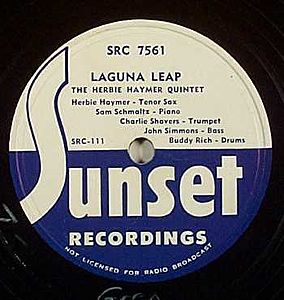 SRC 7561
LAGUNA LEAP
THE HERBIE HAYMER QUINTET
Herbie Haymer - Tenor Sax
Sam Schmaltz - Piano
Charlie Shavers - Trumpet
John Simmons - Bass
SRC-111 Buddy Rich - Drums
Sunset
RECORDINGS
NOT LICENSED FOR RADIO BROADCAST